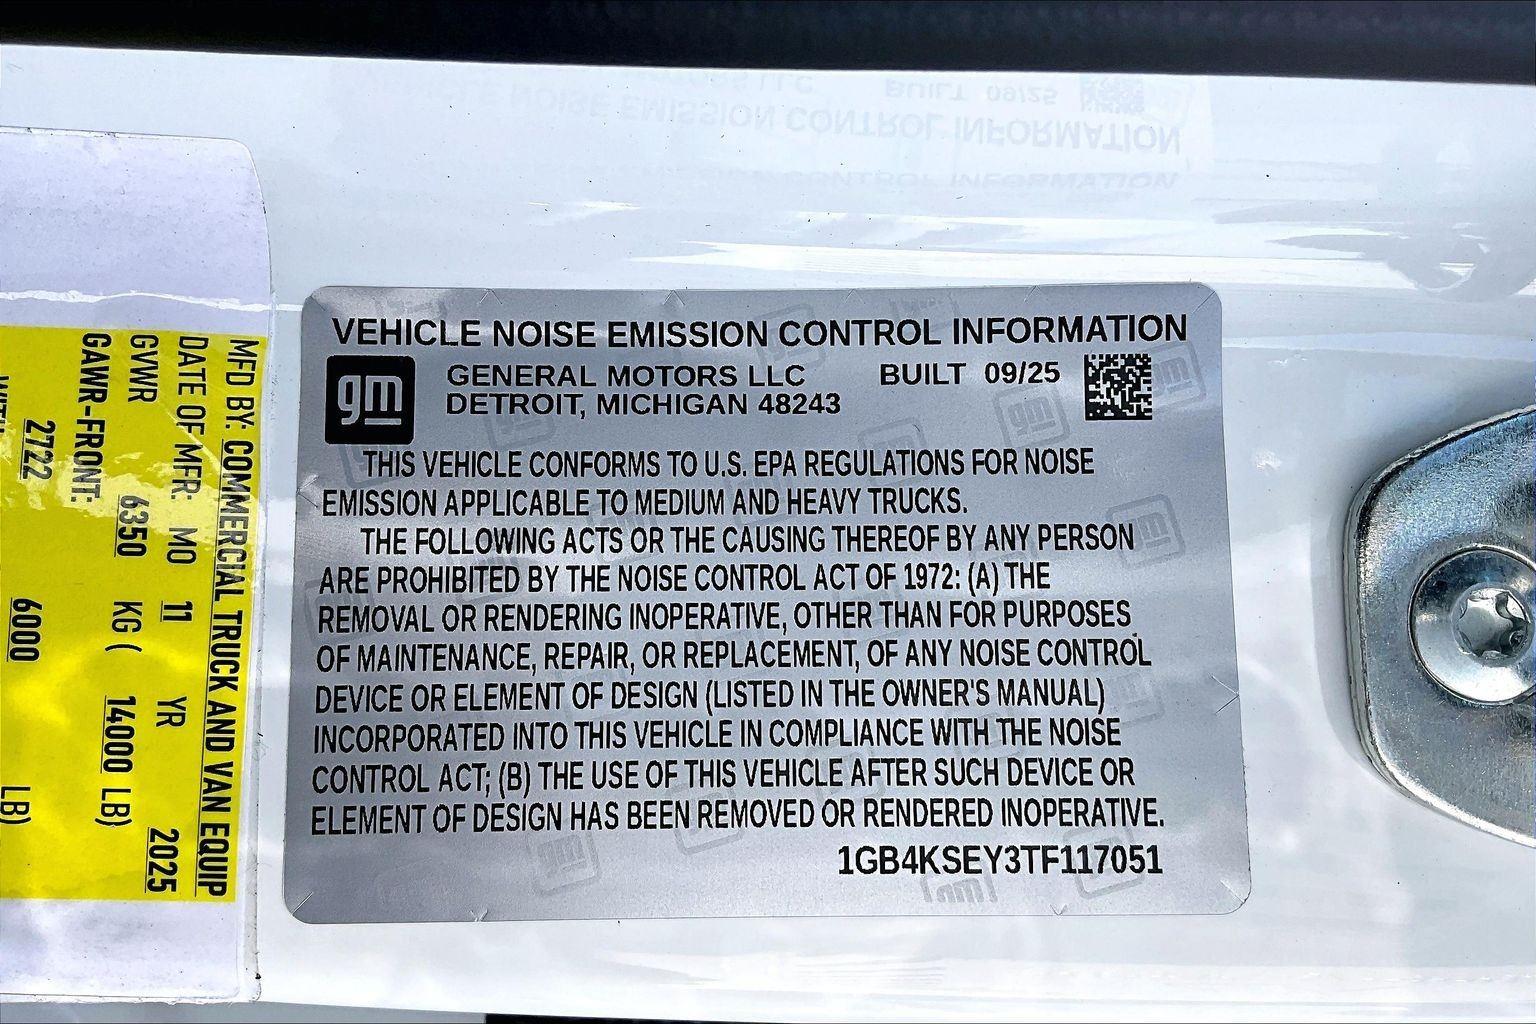 VEHICLE NOISE EMISSION CONTROL INFORMATION
gm
GENERAL MOTORS LLC BUILT 09/25
DETROIT, MICHIGAN 48243
THIS VEHICLE CONFORMS TO U.S. EPA REGULATIONS FOR NOISE
EMISSION APPLICABLE TO MEDIUM AND HEAVY TRUCKS.
THE FOLLOWING ACTS OR THE CAUSING THEREOF BY ANY PERSON
ARE PROHIBITED BY THE NOISE CONTROL ACT OF 1972: (A) THE
REMOVAL OR RENDERING INOPERATIVE, OTHER THAN FOR PURPOSES
OF MAINTENANCE, REPAIR, OR REPLACEMENT, OF ANY NOISE CONTROL
DEVICE OR ELEMENT OF DESIGN (LISTED IN THE OWNER'S MANUAL)
INCORPORATED INTO THIS VEHICLE IN COMPLIANCE WITH THE NOISE
CONTROL ACT; (B) THE USE OF THIS VEHICLE AFTER SUCH DEVICE OR
ELEMENT OF DESIGN HAS BEEN REMOVED OR RENDERED INOPERATIVE.
1GB4KSEY3TF117051
MFD BY: COMMERCIAL TRUCK AND VAN EQUIP
DATE OF MFR. MO 11 YR 2025
GVWR 6350 KG ( 14000 LB)
GAWR-FRONT.
2722 6000 LB)